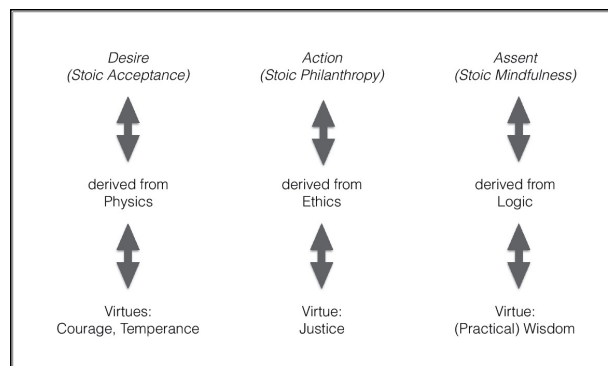 Desire
(Stoic Acceptance)
derived from
Physics
Virtues:
Courage, Temperance
Action
(Stoic Philanthropy)
derived from
Ethics
Virtue:
Justice
Assent
(Stoic Mindfulness)
derived from
Logic
Virtue:
(Practical) Wisdom